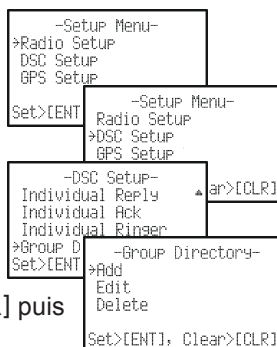 -Setup Menu-
→Radio Setup
DSC Setup
GPS Setup
Set>[ENT
-Setup Menu-
Radio Setup
→DSC Setup
GPS Setup
ar>[CLR]
-DSC Setup-
Individual Reply
Individual Ack
Individual Ringer
→Group D
Set>[ENT
-Group Directory-
→Add
Edit
Delete
Set>[ENT], Clear>[CLR]
] puis